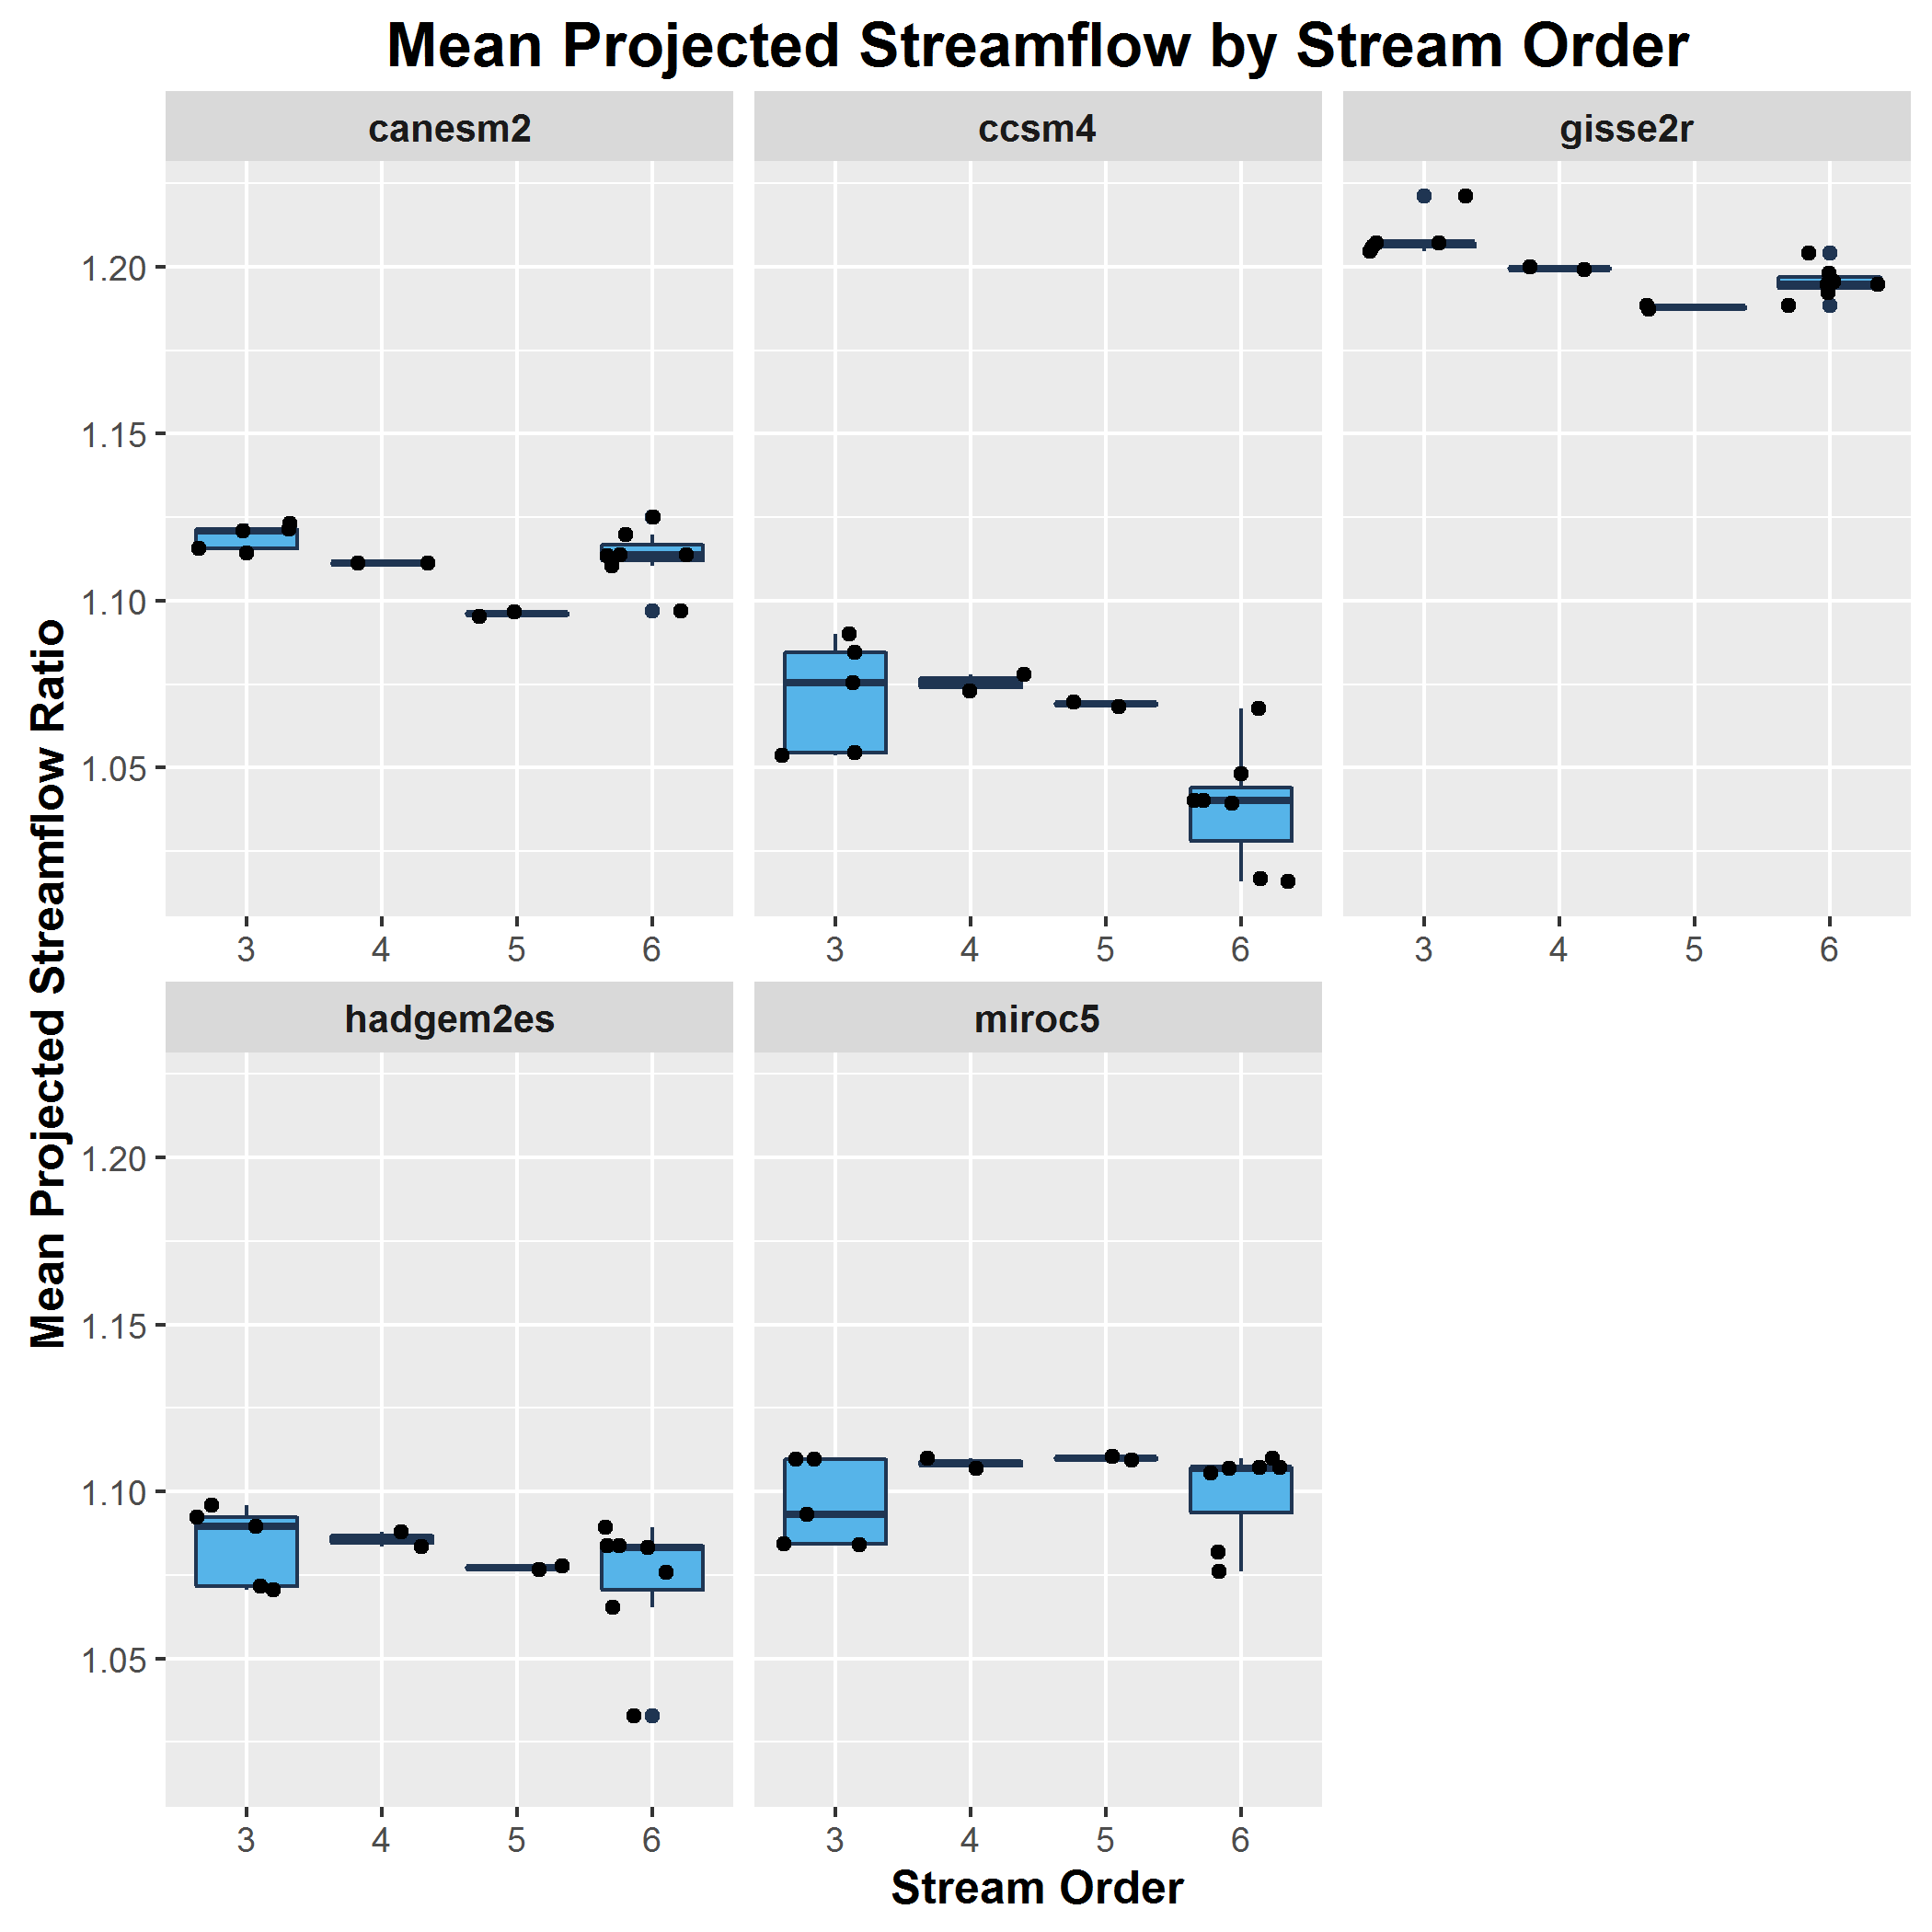 Mean Projected Streamflow by Stream Order
canesm2
ccsm4
gisse2r
1.20
1.15
1.10
1.05
3 4 5 6
3 4 5 6
3 4 5 6
Mean Projected Streamflow Ratio
hadgem2es
miroc5
1.20
1.15
1.10
1.05
3 4 5 6
3 4 5 6
Stream Order